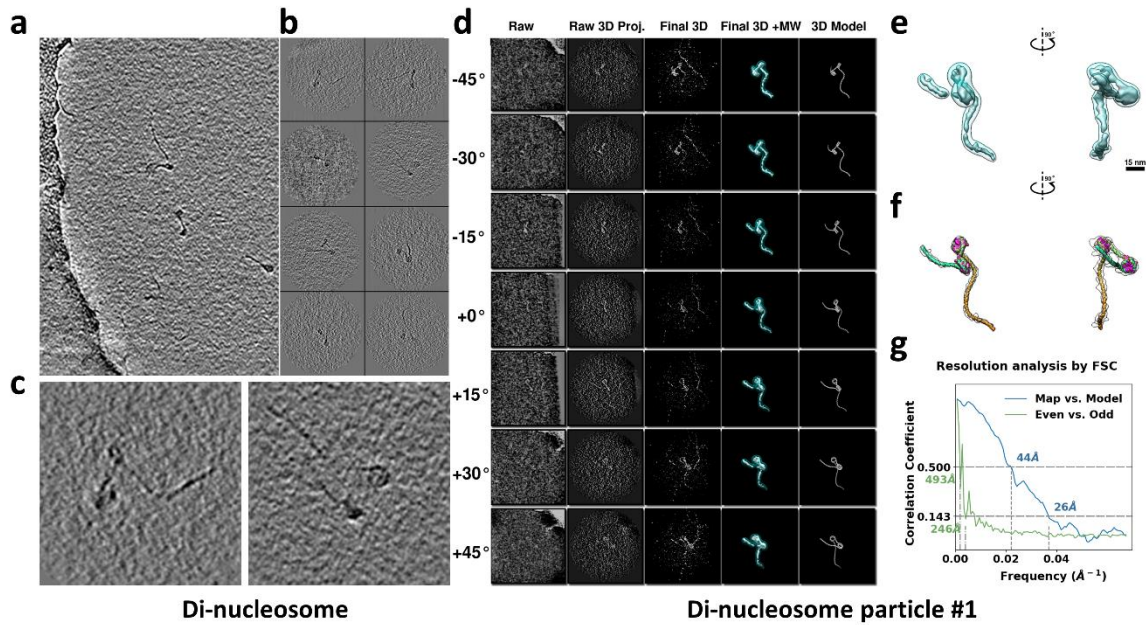 a
b
d
Raw Raw 3D Proj. Final 3D Final 3D +MW 3D Model
-45°
-30°
-15°
+0°
+15°
+30°
+45°
c
Di-nucleosome
Di-nucleosome particle #1
e
90°
15 nm
90°
f
g
Resolution analysis by FSC
Map vs. Model
Even vs. Odd
Correlation Coefficient
0.500
0.143
493Å
246Å
44Å
26Å
0.00 0.02 0.04
Frequency (Å⁻¹)